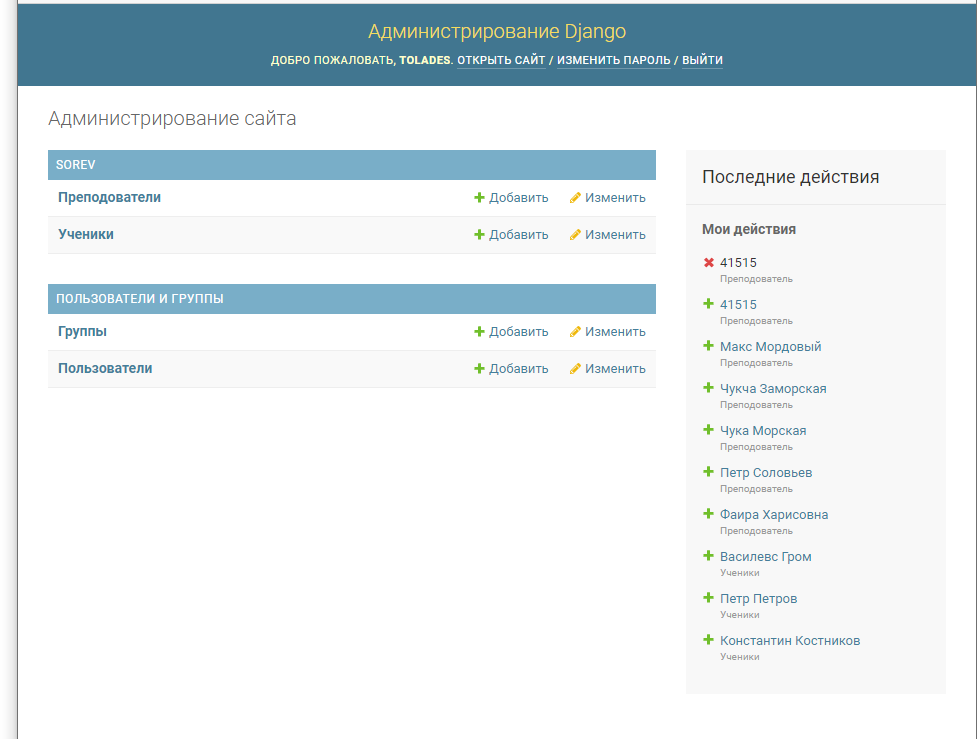 Администрирование Django
ДОБРО ПОЖАЛОВАТЬ, TOLADES. ОТКРЫТЬ САЙТ / ИЗМЕНИТЬ ПАРОЛЬ / ВЫЙТИ
Администрирование сайта
SOREV
Преподователи Добавить Изменить
Ученики Добавить Изменить
ПОЛЬЗОВАТЕЛИ И ГРУППЫ
Группы Добавить Изменить
Пользователи Добавить Изменить
Последние действия
Мои действия
41515
Преподователь
41515
Преподователь
Макс Мордовый
Преподователь
Чукча Заморская
Преподователь
Чука Морская
Преподователь
Петр Соловьев
Преподователь
Фаира Харисовна
Преподователь
Василевс Гром
Ученики
Петр Петров
Ученики
Константин Костников
Ученики